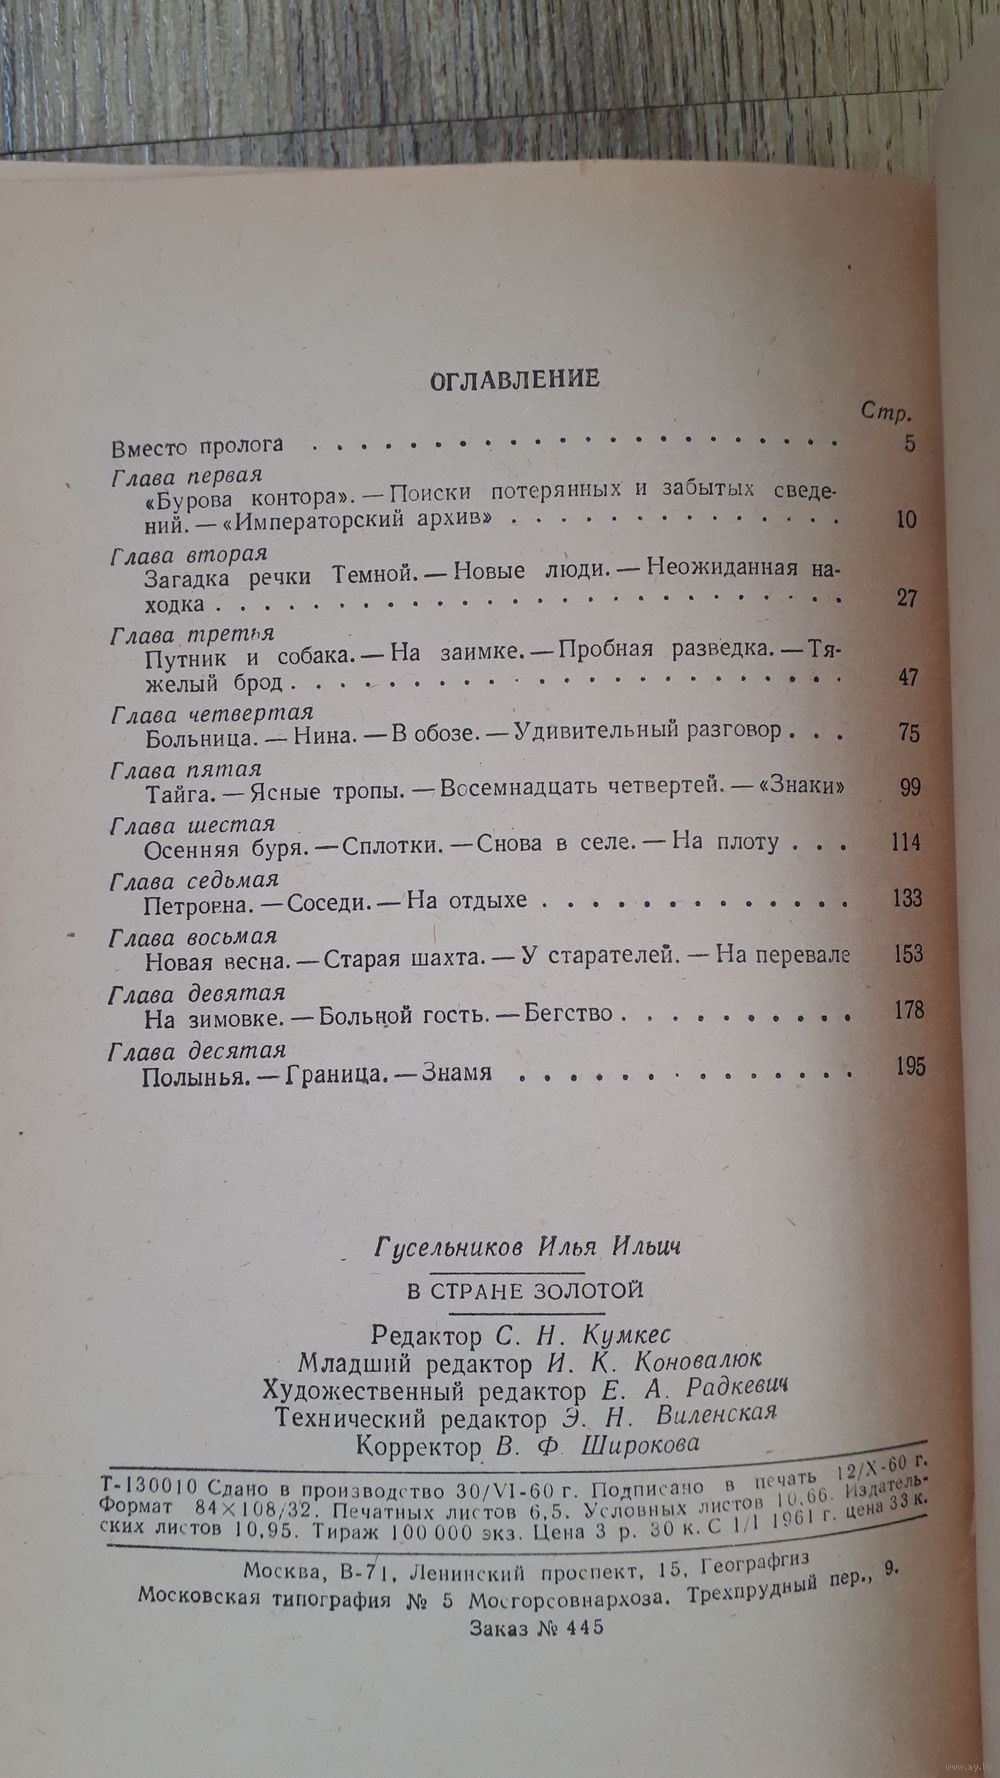 ОГЛАВЛЕНИЕ
Стр.
Вместо пролога . . . . . . . . . . . . . . . . . . . . . . 5
Глава первая
«Бурова контора». — Поиски потерянных и забытых сведе-
ний. — «Императорский архив» . . . . . . . . . . . . . . 10
Глава вторая
Загадка речки Темной. — Новые люди. — Неожиданная на-
ходка . . . . . . . . . . . . . . . . . . . . . . . . . . 27
Глава третья
Путник и собака. — На заимке. — Пробная разведка. — Тя-
желый брод . . . . . . . . . . . . . . . . . . . . . . . 47
Глава четвертая
Больница. — Нина. — В обозе. — Удивительный разговор . . . 75
Глава пятая
Тайга. — Ясные тропы. — Восемнадцать четвертей. — «Знаки» 99
Глава шестая
Осенняя буря. — Сплотки. — Снова в селе. — На плоту . . . 114
Глава седьмая
Петровна. — Соседи. — На отдыхе . . . . . . . . . . . . . 133
Глава восьмая
Новая весна. — Старая шахта. — У старателей. — На перевале 153
Глава девятая
На зимовке. — Больной гость. — Бегство . . . . . . . . . . 178
Глава десятая
Полынья. — Граница. — Знамя . . . . . . . . . . . . . . 195
Гусельников Илья Ильич
В СТРАНЕ ЗОЛОТОЙ
Редактор С. Н. Кумкес
Младший редактор И. К. Коновалюк
Художественный редактор Е. А. Радкевич
Технический редактор Э. Н. Виленская
Корректор В. Ф. Широкова
Т-130010 Сдано в производство 30/VI-60 г. Подписано в печать 12/X-60 г.
Формат 84×108/32. Печатных листов 6,5. Условных листов 10,66. Издатель-
ских листов 10,95. Тираж 100 000 экз. Цена 3 р. 30 к. С 1/I 1961 г. цена 33 к.
Москва, В-71, Ленинский проспект, 15, Географгиз
Московская типография № 5 Мосгорсовнархоза. Трехпрудный пер., 9.
Заказ № 445
www.ay.by